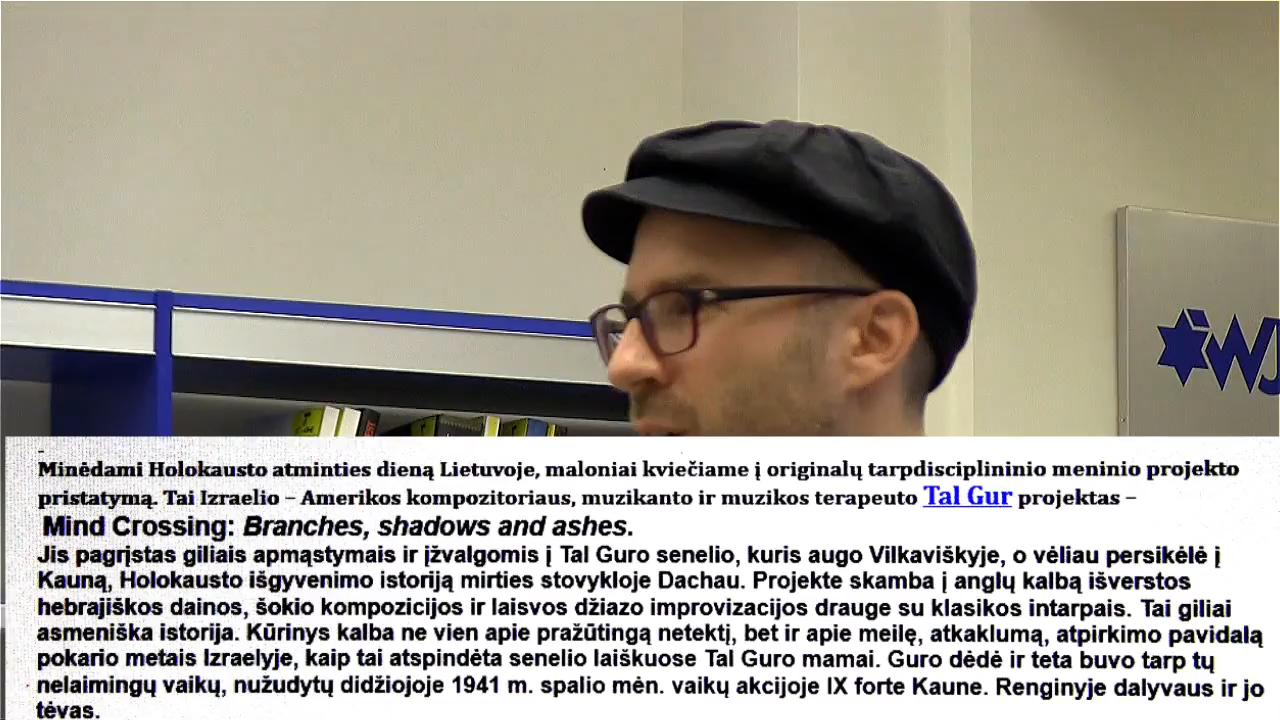 WJ
Minėdami Holokausto atminties dieną Lietuvoje, maloniai kviečiame į originalų tarpdisciplininio meninio projekto
pristatymą. Tai Izraelio – Amerikos kompozitoriaus, muzikanto ir muzikos terapeuto Tal Gur projektas –
Mind Crossing: Branches, shadows and ashes.
Jis pagrįstas giliais apmąstymais ir įžvalgomis į Tal Guro senelio, kuris augo Vilkaviškyje, o vėliau persikėlė į
Kauną, Holokausto išgyvenimo istoriją mirties stovykloje Dachau. Projekte skamba į anglų kalbą išverstos
hebrajiškos dainos, šokio kompozicijos ir laisvos džiazo improvizacijos drauge su klasikos intarpais. Tai giliai
asmeniška istorija. Kūrinys kalba ne vien apie pražūtingą netektį, bet ir apie meilę, atkaklumą, atpirkimo pavidalą
pokario metais Izraelyje, kaip tai atspindėta senelio laiškuose Tal Guro mamai. Guro dėdė ir teta buvo tarp tų
nelaimingų vaikų, nužudytų didžiojoje 1941 m. spalio mėn. vaikų akcijoje IX forte Kaune. Renginyje dalyvaus ir jo
tėvas.